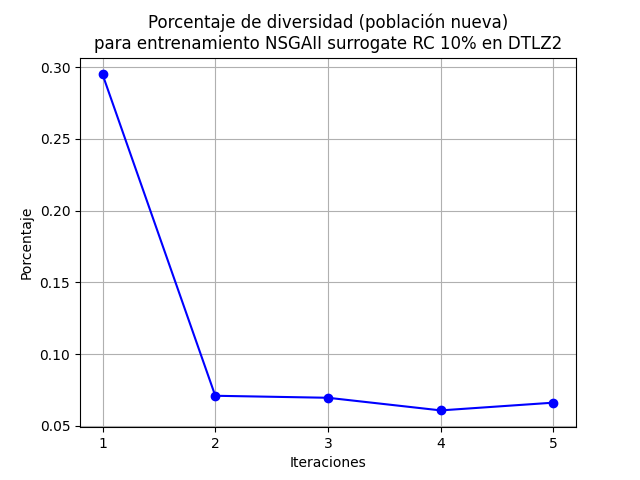 Porcentaje de diversidad (población nueva)
para entrenamiento NSGAII surrogate RC 10% en DTLZ2
0.30
0.25
0.20
0.15
0.10
0.05
Porcentaje
1 2 3 4 5
Iteraciones